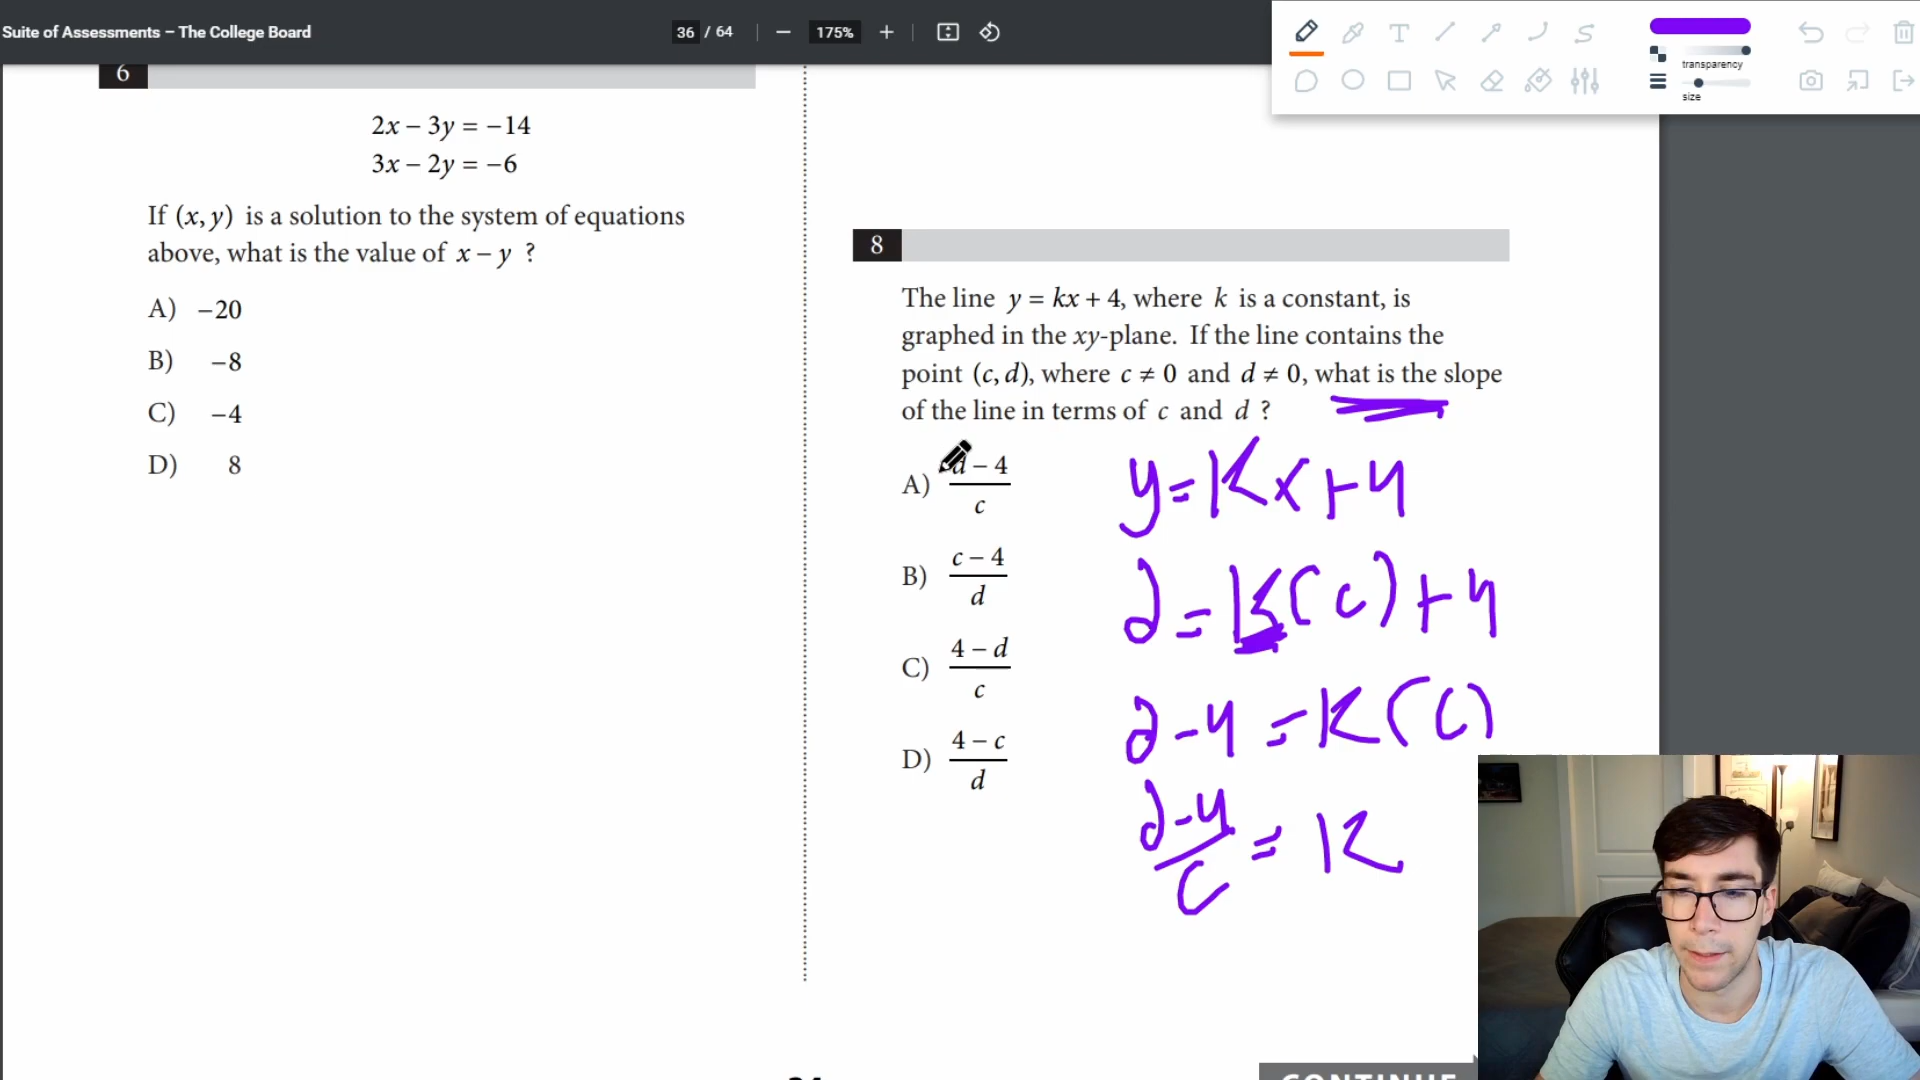 Suite of Assessments – The College Board
36 / 64
175%
transparency
size
6
2x − 3y = −14
3x − 2y = −6
If (x, y) is a solution to the system of equations
above, what is the value of x − y ?
A) −20
B) −8
C) −4
D) 8
8
The line y = kx + 4, where k is a constant, is
graphed in the xy-plane. If the line contains the
point (c, d), where c ≠ 0 and d ≠ 0, what is the slope
of the line in terms of c and d ?
A) d − 4
c
B) c − 4
d
C) 4 − d
c
D) 4 − c
d
y = kx + 4
d = k(c) + 4
d - 4 = k(c)
d - 4
c
= k
CONTINUE